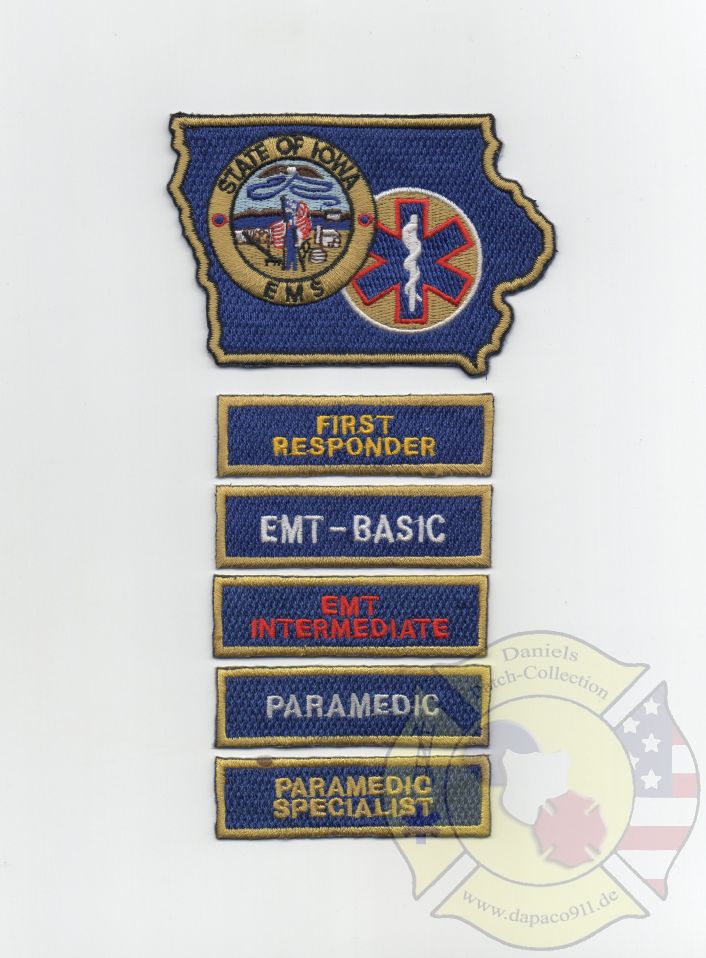 STATE OF IOWA
EMS
FIRST
RESPONDER
EMT-BASIC
EMT
INTERMEDIATE
PARAMEDIC
PARAMEDIC
SPECIALIST
Daniels
Patch-Collection
www.dapaco911.de